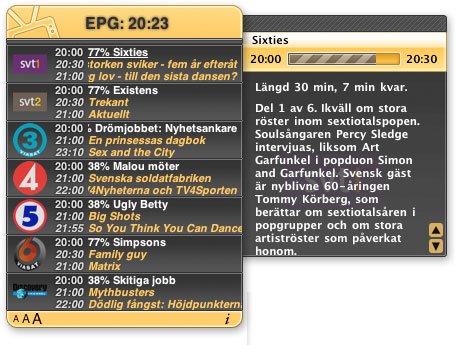 EPG: 20:23
svt1
20:00 77% Sixties
20:30 storken sviker - fem år efteråt
21:00 g lov - till den sista dansen?
svt2
20:00 77% Existens
20:30 Trekant
21:00 Aktuellt
3
VIASAT
20:00 % Drömjobbet: Nyhetsankare
21:00 En prinsessas dagbok
23:10 Sex and the City
4
20:00 38% Malou möter
21:00 Svenska soldatfabriken
22:00 V4Nyheterna och TV4Sporten
5
20:00 38% Ugly Betty
21:00 Big Shots
21:55 So You Think You Can Dance
6
VIASAT
20:00 77% Simpsons
20:30 Family guy
21:00 Matrix
Discovery
20:00 38% Skitiga jobb
21:00 Mythbusters
22:00 Dödlig fångst: Höjdpunktern
A A A
i
Sixties
20:00 20:30
Längd 30 min, 7 min kvar.
Del 1 av 6. Ikväll om stora
röster inom sextiotalspopen.
Soulsångaren Percy Sledge
intervjuas, liksom Art
Garfunkel i popduon Simon
and Garfunkel. Svensk gäst
är nyblivne 60-åringen
Tommy Körberg, som
berättar om sextiotalsåren i
popgrupper och om stora
artiströster som påverkat
honom.